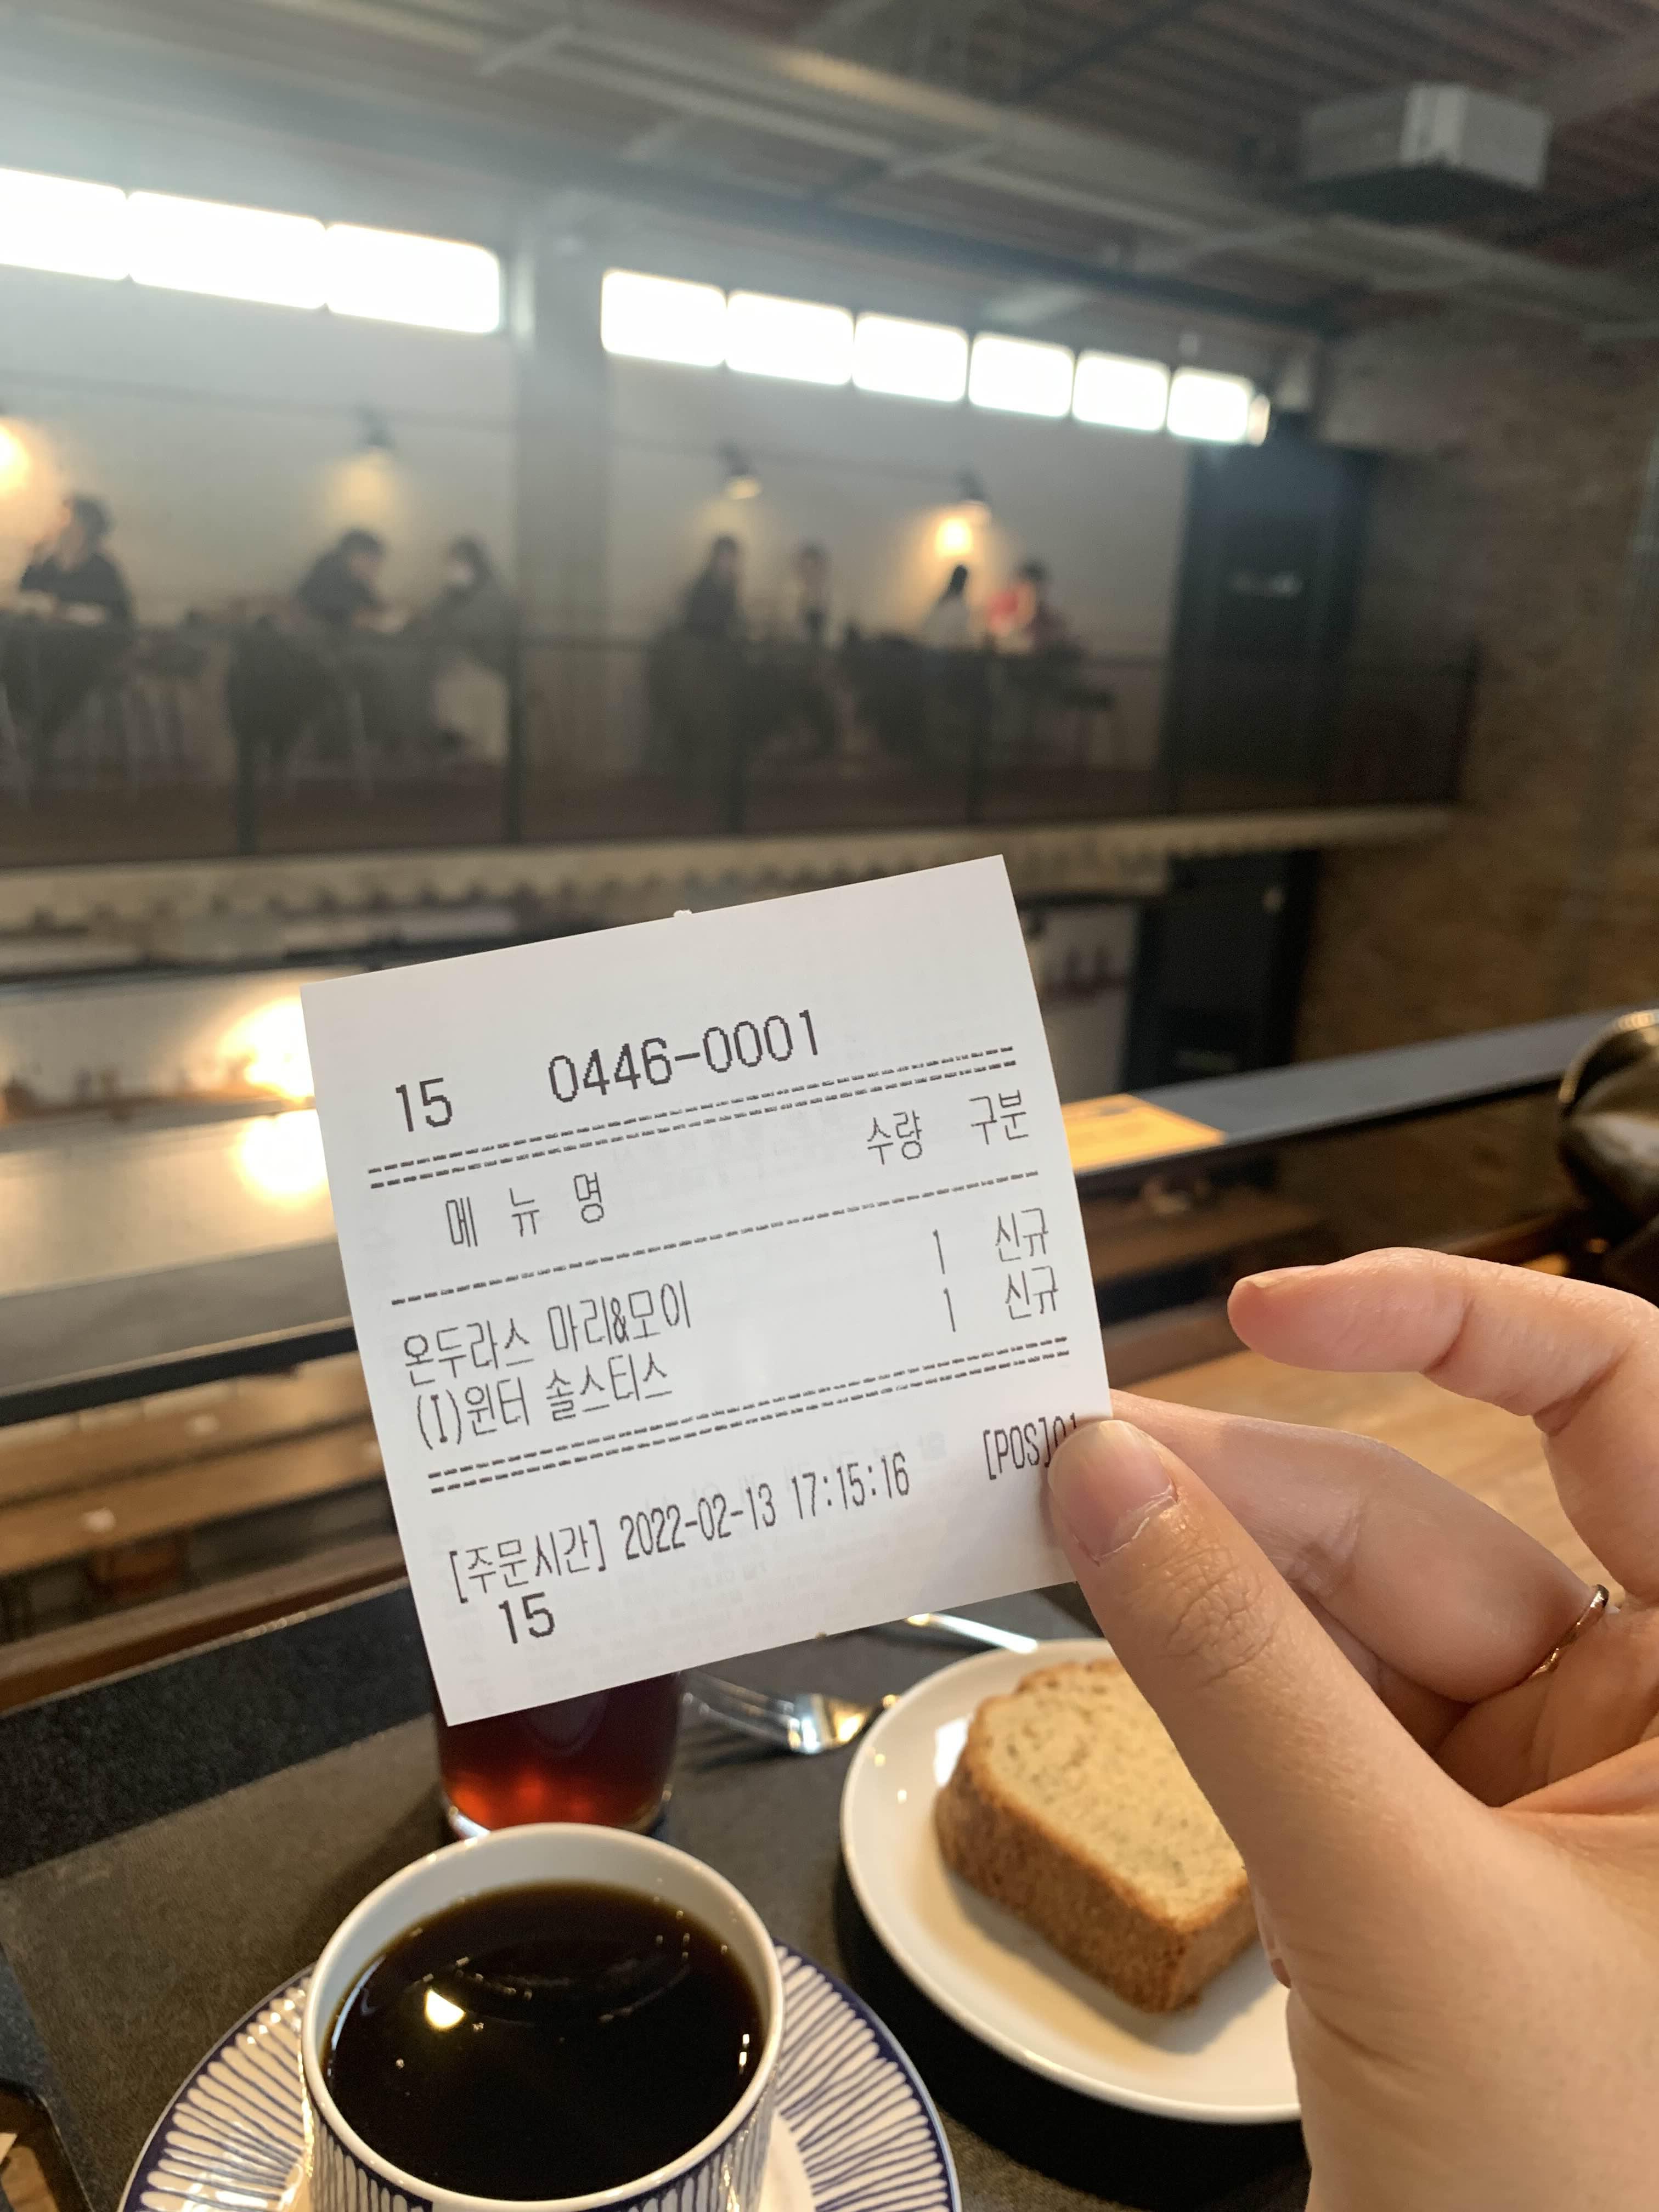 15 0446-0001
메 뉴 명 수량 구분
온두라스 마리&모이 1 신규
(I)윈터 솔스티스 1 신규
[주문시간] 2022-02-13 17:15:16 [POS]01
15